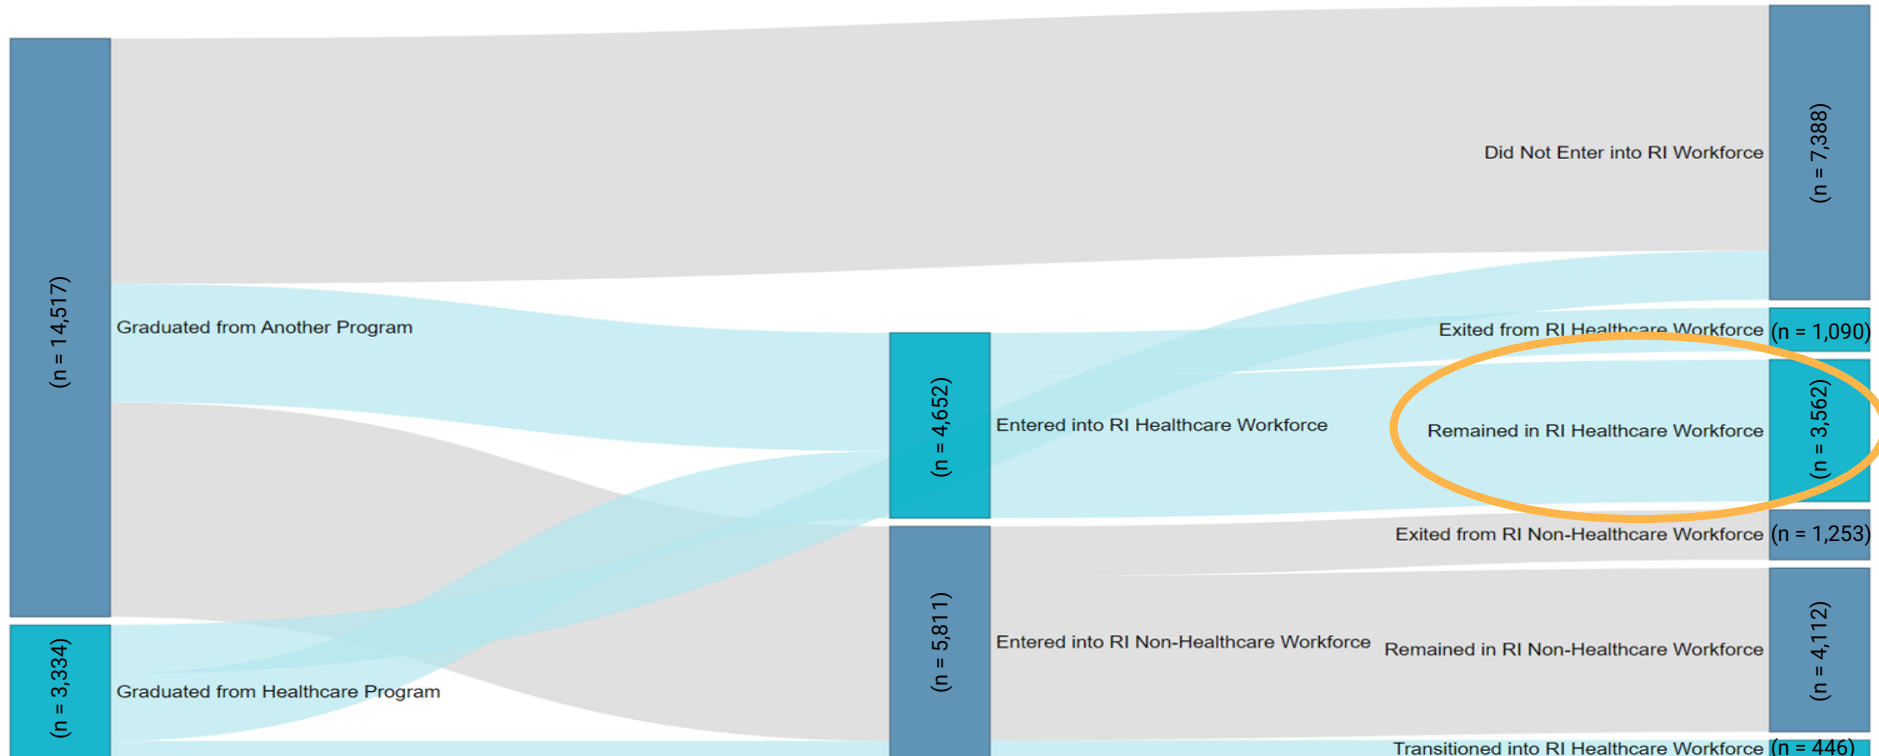 (n = 14,517)
Graduated from Another Program
(n = 3,334)
Graduated from Healthcare Program
(n = 4,652)
Entered into RI Healthcare Workforce
(n = 5,811)
Entered into RI Non-Healthcare Workforce
Did Not Enter into RI Workforce
(n = 7,388)
Exited from RI Healthcare Workforce
(n = 1,090)
Remained in RI Healthcare Workforce
(n = 3,562)
Exited from RI Non-Healthcare Workforce
(n = 1,253)
Remained in RI Non-Healthcare Workforce
(n = 4,112)
Transitioned into RI Healthcare Workforce
(n = 446)